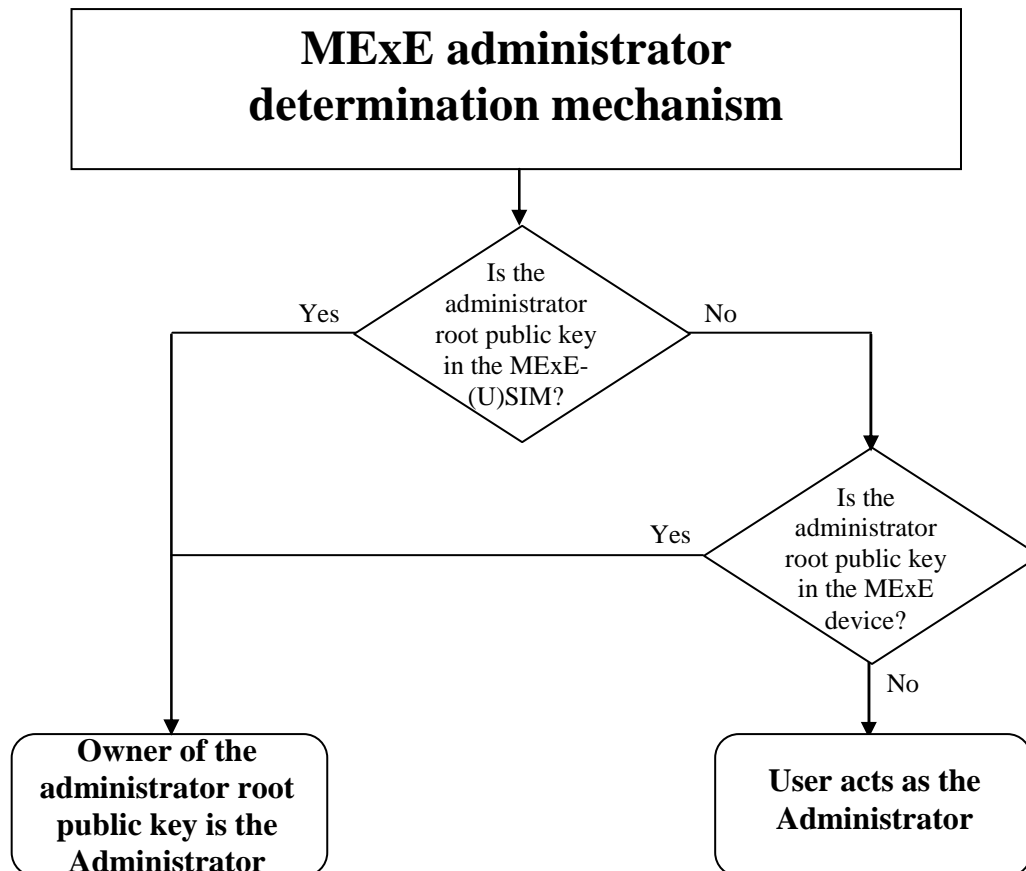 MExE administrator
determination mechanism
Is the
administrator
root public key
in the MExE-
(U)SIM?
Yes
No
Is the
administrator
root public key
in the MExE
device?
Yes
No
Owner of the
administrator root
public key is the
Administrator
User acts as the
Administrator